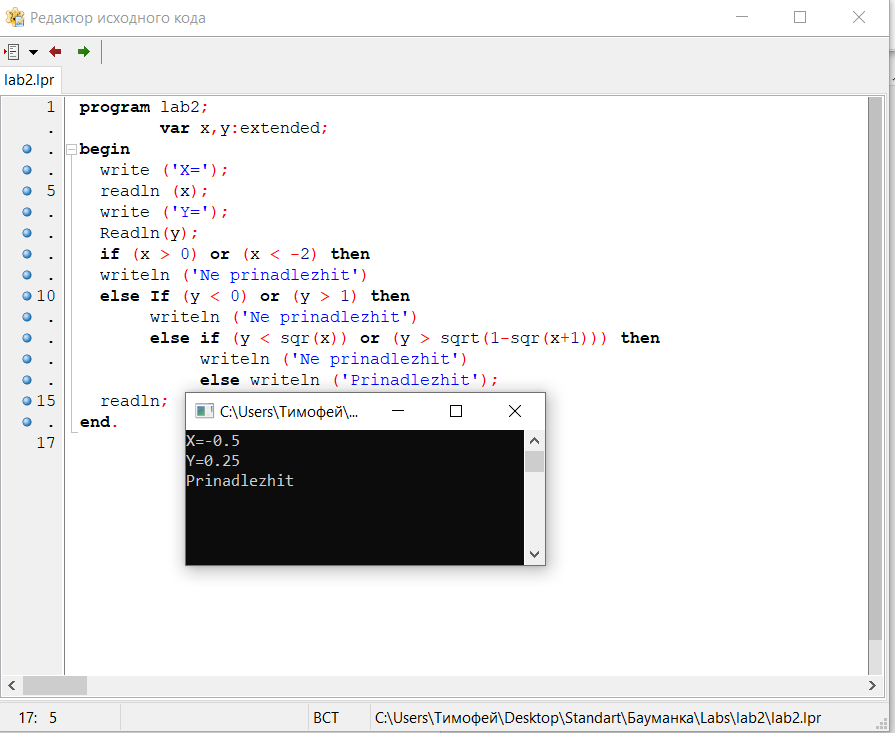 Редактор исходного кода
lab2.lpr
1 program lab2;
. var x,y:extended;
. begin
. write ('X=');
5 readln (x);
. write ('Y=');
. Readln(y);
. if (x > 0) or (x < -2) then
. writeln ('Ne prinadlezhit')
10 else If (y < 0) or (y > 1) then
. writeln ('Ne prinadlezhit')
. else if (y < sqr(x)) or (y > sqrt(1-sqr(x+1))) then
. writeln ('Ne prinadlezhit')
. else writeln ('Prinadlezhit');
15 readln;
. end.
17
C:\Users\Тимофей\...
X=-0.5
Y=0.25
Prinadlezhit
17: 5 ВСТ C:\Users\Тимофей\Desktop\Standart\Бауманка\Labs\lab2\lab2.lpr